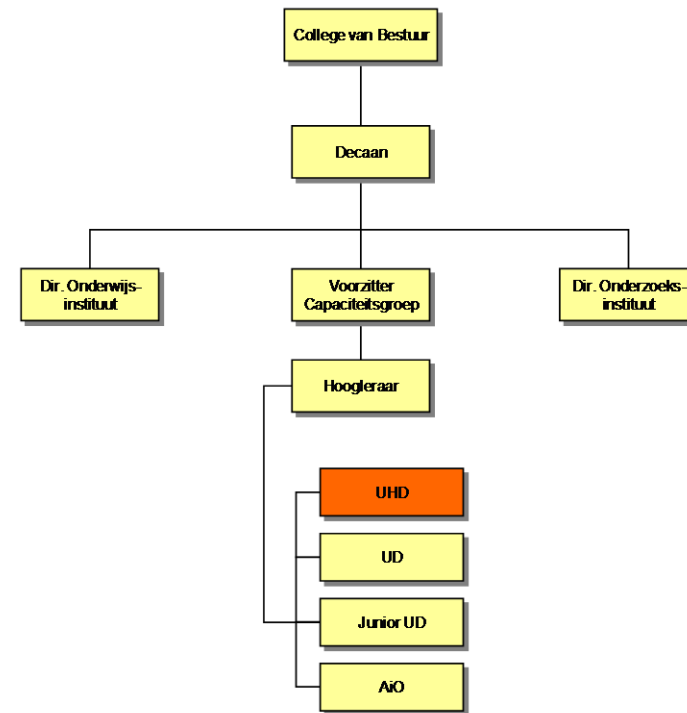 College van Bestuur
Decaan
Dir. Onderwijs-
instituut
Voorzitter
Capaciteitsgroep
Dir. Onderzoeks-
instituut
Hoogleraar
UHD
UD
Junior UD
AiO